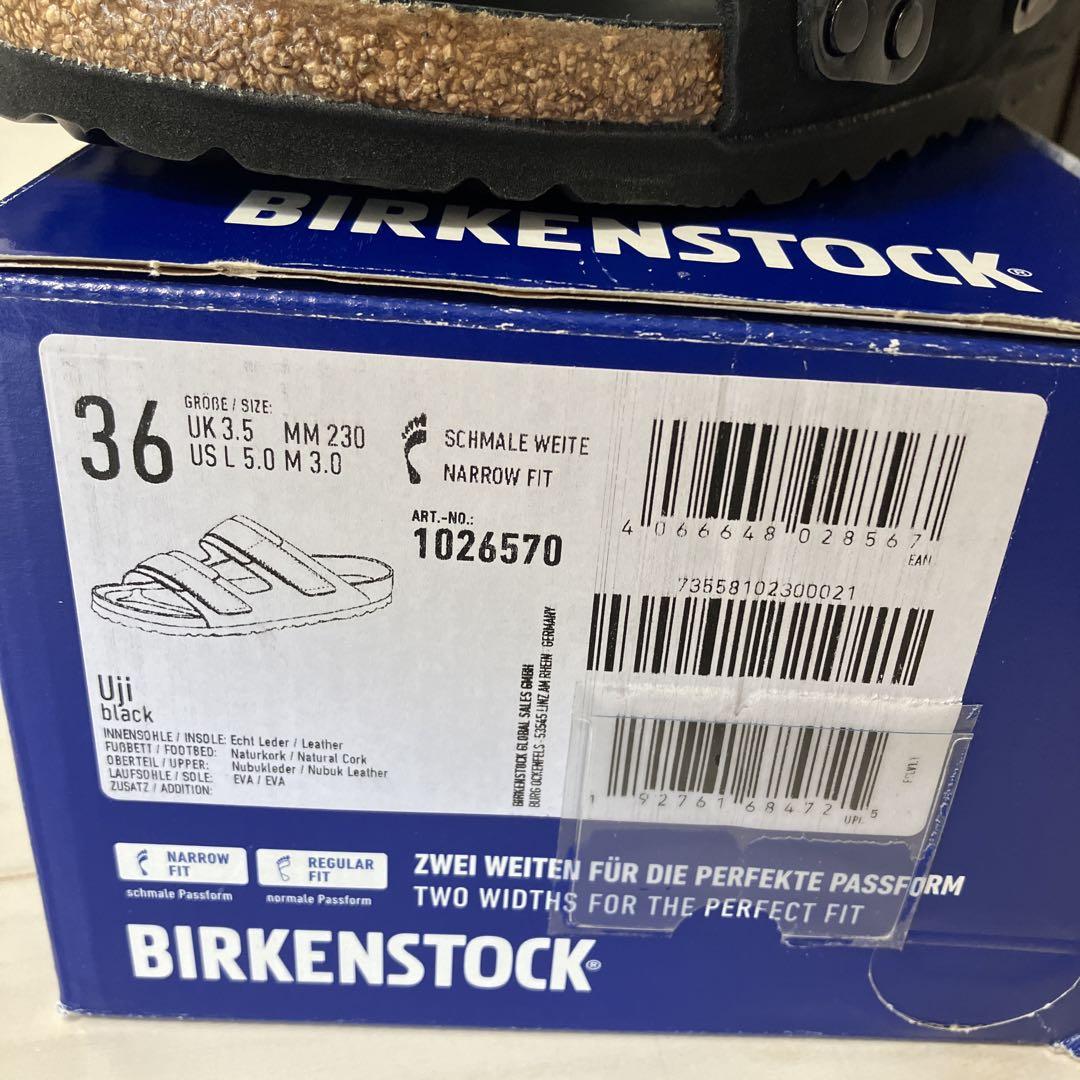 BIRKENSTOCK®
36
GRÖßE / SIZE:
UK 3.5 MM 230
US L 5.0 M 3.0
SCHMALE WEITE
NARROW FIT
ART.-NO.:
1026570
4 066648 028567
EAN
73558102300021
Uji
black
INNENSOHLE / INSOLE: Echt Leder / Leather
FUßBETT / FOOTBED: Naturkork / Natural Cork
OBERTEIL / UPPER: Nubukleder / Nubuk Leather
LAUFSOHLE / SOLE: EVA / EVA
ZUSATZ / ADDITION:
BIRKENSTOCK GLOBAL SALES GMBH
BURG OCKENFELS - 53545 LINZ AM RHEIN GERMANY
1 92761 68472 5
UPC
NARROW
FIT
schmale Passform
REGULAR
FIT
normale Passform
ZWEI WEITEN FÜR DIE PERFEKTE PASSFORM
TWO WIDTHS FOR THE PERFECT FIT
BIRKENSTOCK®